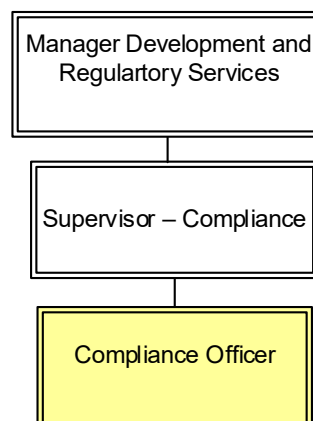 Manager Development and
Regulartory Services
Supervisor – Compliance
Compliance Officer